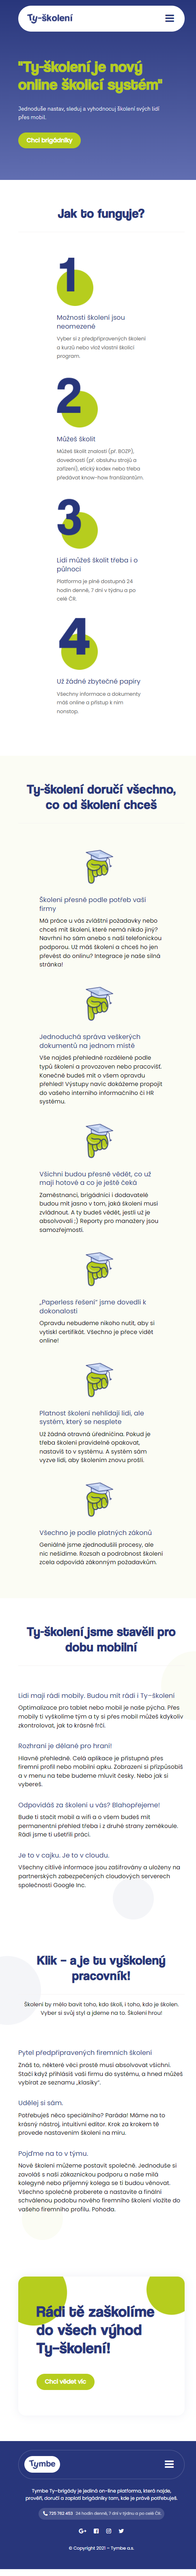 Ty-školení
"Ty-školení je nový
online školící systém"
Jednoduše nastav, sleduj a vyhodnocuj školení svých lidí
přes mobil.
Chci brigádníky
Jak to funguje?
1
Možnosti školení jsou
neomezené
Vyber si z předpřipravených školení
a kurzů nebo vlož vlastní školící
program.
2
Můžeš školit
Můžeš školit znalosti (př. BOZP),
dovednosti (př. obsluhu strojů a
zařízení), etický kodex nebo třeba
předávat know-how franšízantům.
3
Lidi můžeš školit třeba i o
půlnoci
Platforma je plně dostupná 24
hodin denně, 7 dní v týdnu a po
celé ČR.
4
Už žádné zbytečné papíry
Všechny informace a dokumenty
máš online a přístup k nim
nonstop.
Ty-školení doručí všechno,
co od školení chceš
Školení přesně podle potřeb vaší
firmy
Má práce u vás zvláštní požadavky nebo
chceš mít školení, které nemá nikdo jiný?
Navrhni ho sám anebo s naší telefonickou
podporou. Už máš školení a chceš ho jen
převést do onlinu? Integrace je naše silná
stránka!
Jednoduchá správa veškerých
dokumentů na jednom místě
Vše najdeš přehledně rozdělené podle
typů školení a provozoven nebo pracovišť.
Konečně budeš mít o všem opravdu
přehled! Výstupy navíc dokážeme propojit
do vašeho interního informačního či HR
systému.
Všichni budou přesně vědět, co už
mají hotové a co je ještě čeká
Zaměstnanci, brigádníci i dodavatelé
budou mít jasno v tom, jaká školení musí
zvládnout. A ty budeš vědět, jestli už je
absolvovali ;) Reporty pro manažery jsou
samozřejmostí.
„Paperless řešení" jsme dovedli k
dokonalosti
Opravdu nebudeme nikoho nutit, aby si
vytiskl certifikát. Všechno je přece vidět
online!
Platnost školení nehlídají lidi, ale
systém, který se nesplete
Už žádná otravná úředničina. Pokud je
třeba školení pravidelně opakovat,
nastavíš to v systému. A systém sám
vyzve lidi, aby školením znovu prošli.
Všechno je podle platných zákonů
Geniálně jsme zjednodušili procesy, ale
nic nešidíme. Rozsah a podrobnost školení
zcela odpovídá zákonným požadavkům.
Ty-školení jsme stavěli pro
dobu mobilní
Lidi mají rádi mobily. Budou mít rádi i Ty-školení
Optimalizace pro tablet nebo mobil je naše pýcha. Přes
mobily ti vyškolíme tým a ty si přes mobil můžeš kdykoliv
zkontrolovat, jak to krásně frčí.
Rozhraní je dělané pro hraní!
Hlavně přehledně. Celá aplikace je přístupná přes
firemní profil nebo mobilní apku. Zobrazení si přizpůsobíš
a v menu na tebe budeme mluvit česky. Nebo jak si
vybereš.
Odpovídáš za školení u vás? Blahopřejeme!
Bude ti stačit mobil a wifi a o všem budeš mít
permanentní přehled třeba i z druhé strany zeměkoule.
Rádi jsme ti ušetřili práci.
Je to v cajku. Je to v cloudu.
Všechny citlivé informace jsou zašifrovány a uloženy na
partnerských zabezpečených cloudových serverech
společnosti Google Inc.
Klik – a je tu vyškolený
pracovník!
Školení by mělo bavit toho, kdo školí, i toho, kdo je školen.
Vyber si svůj styl a jdeme na to. Školení hrou!
Pytel předpřipravených firemních školení
Znáš to, některé věci prostě musí absolvovat všichni.
Stačí když přihlásíš vaši firmu do systému, a hned můžeš
vybírat ze seznamu „klasiky".
Udělej si sám.
Potřebuješ něco speciálního? Paráda! Máme na to
krásný nástroj, intuitivní editor. Krok za krokem tě
provede nastavením školení na míru.
Pojďme na to v týmu.
Nové školení můžeme postavit společně. Jednoduše si
zavoláš s naší zákaznickou podporou a naše milá
kolegyně nebo příjemný kolega se ti budou věnovat.
Všechno společně proberete a nastavíte a finální
schválenou podobu nového firemního školení vložíte do
vašeho firemního profilu. Pohoda.
Rádi tě zaškolíme
do všech výhod
Ty-školení!
Chci vědět víc
Tymbe
Tymbe Ty-brigády je jediná on-line platforma, která najde,
prověří, doručí a zaplatí brigádníky tam, kde je právě potřebuješ.
725 782 403 24 hodin denně, 7 dní v týdnu a po celé ČR.
© Copyright 2021 – Tymbe a.s.